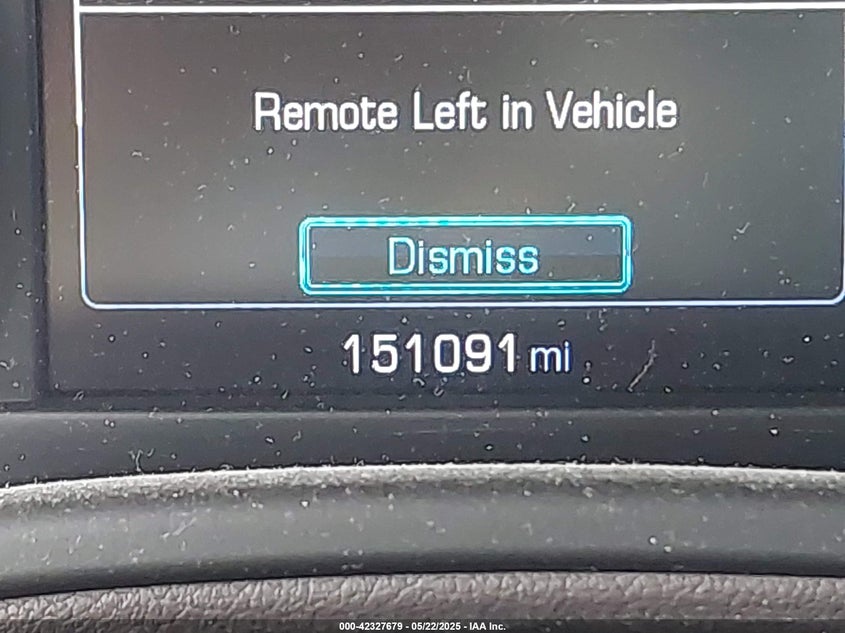 Remote Left in Vehicle
Dismiss
151091 mi
000-42327679 - 05/22/2025 - IAA Inc.